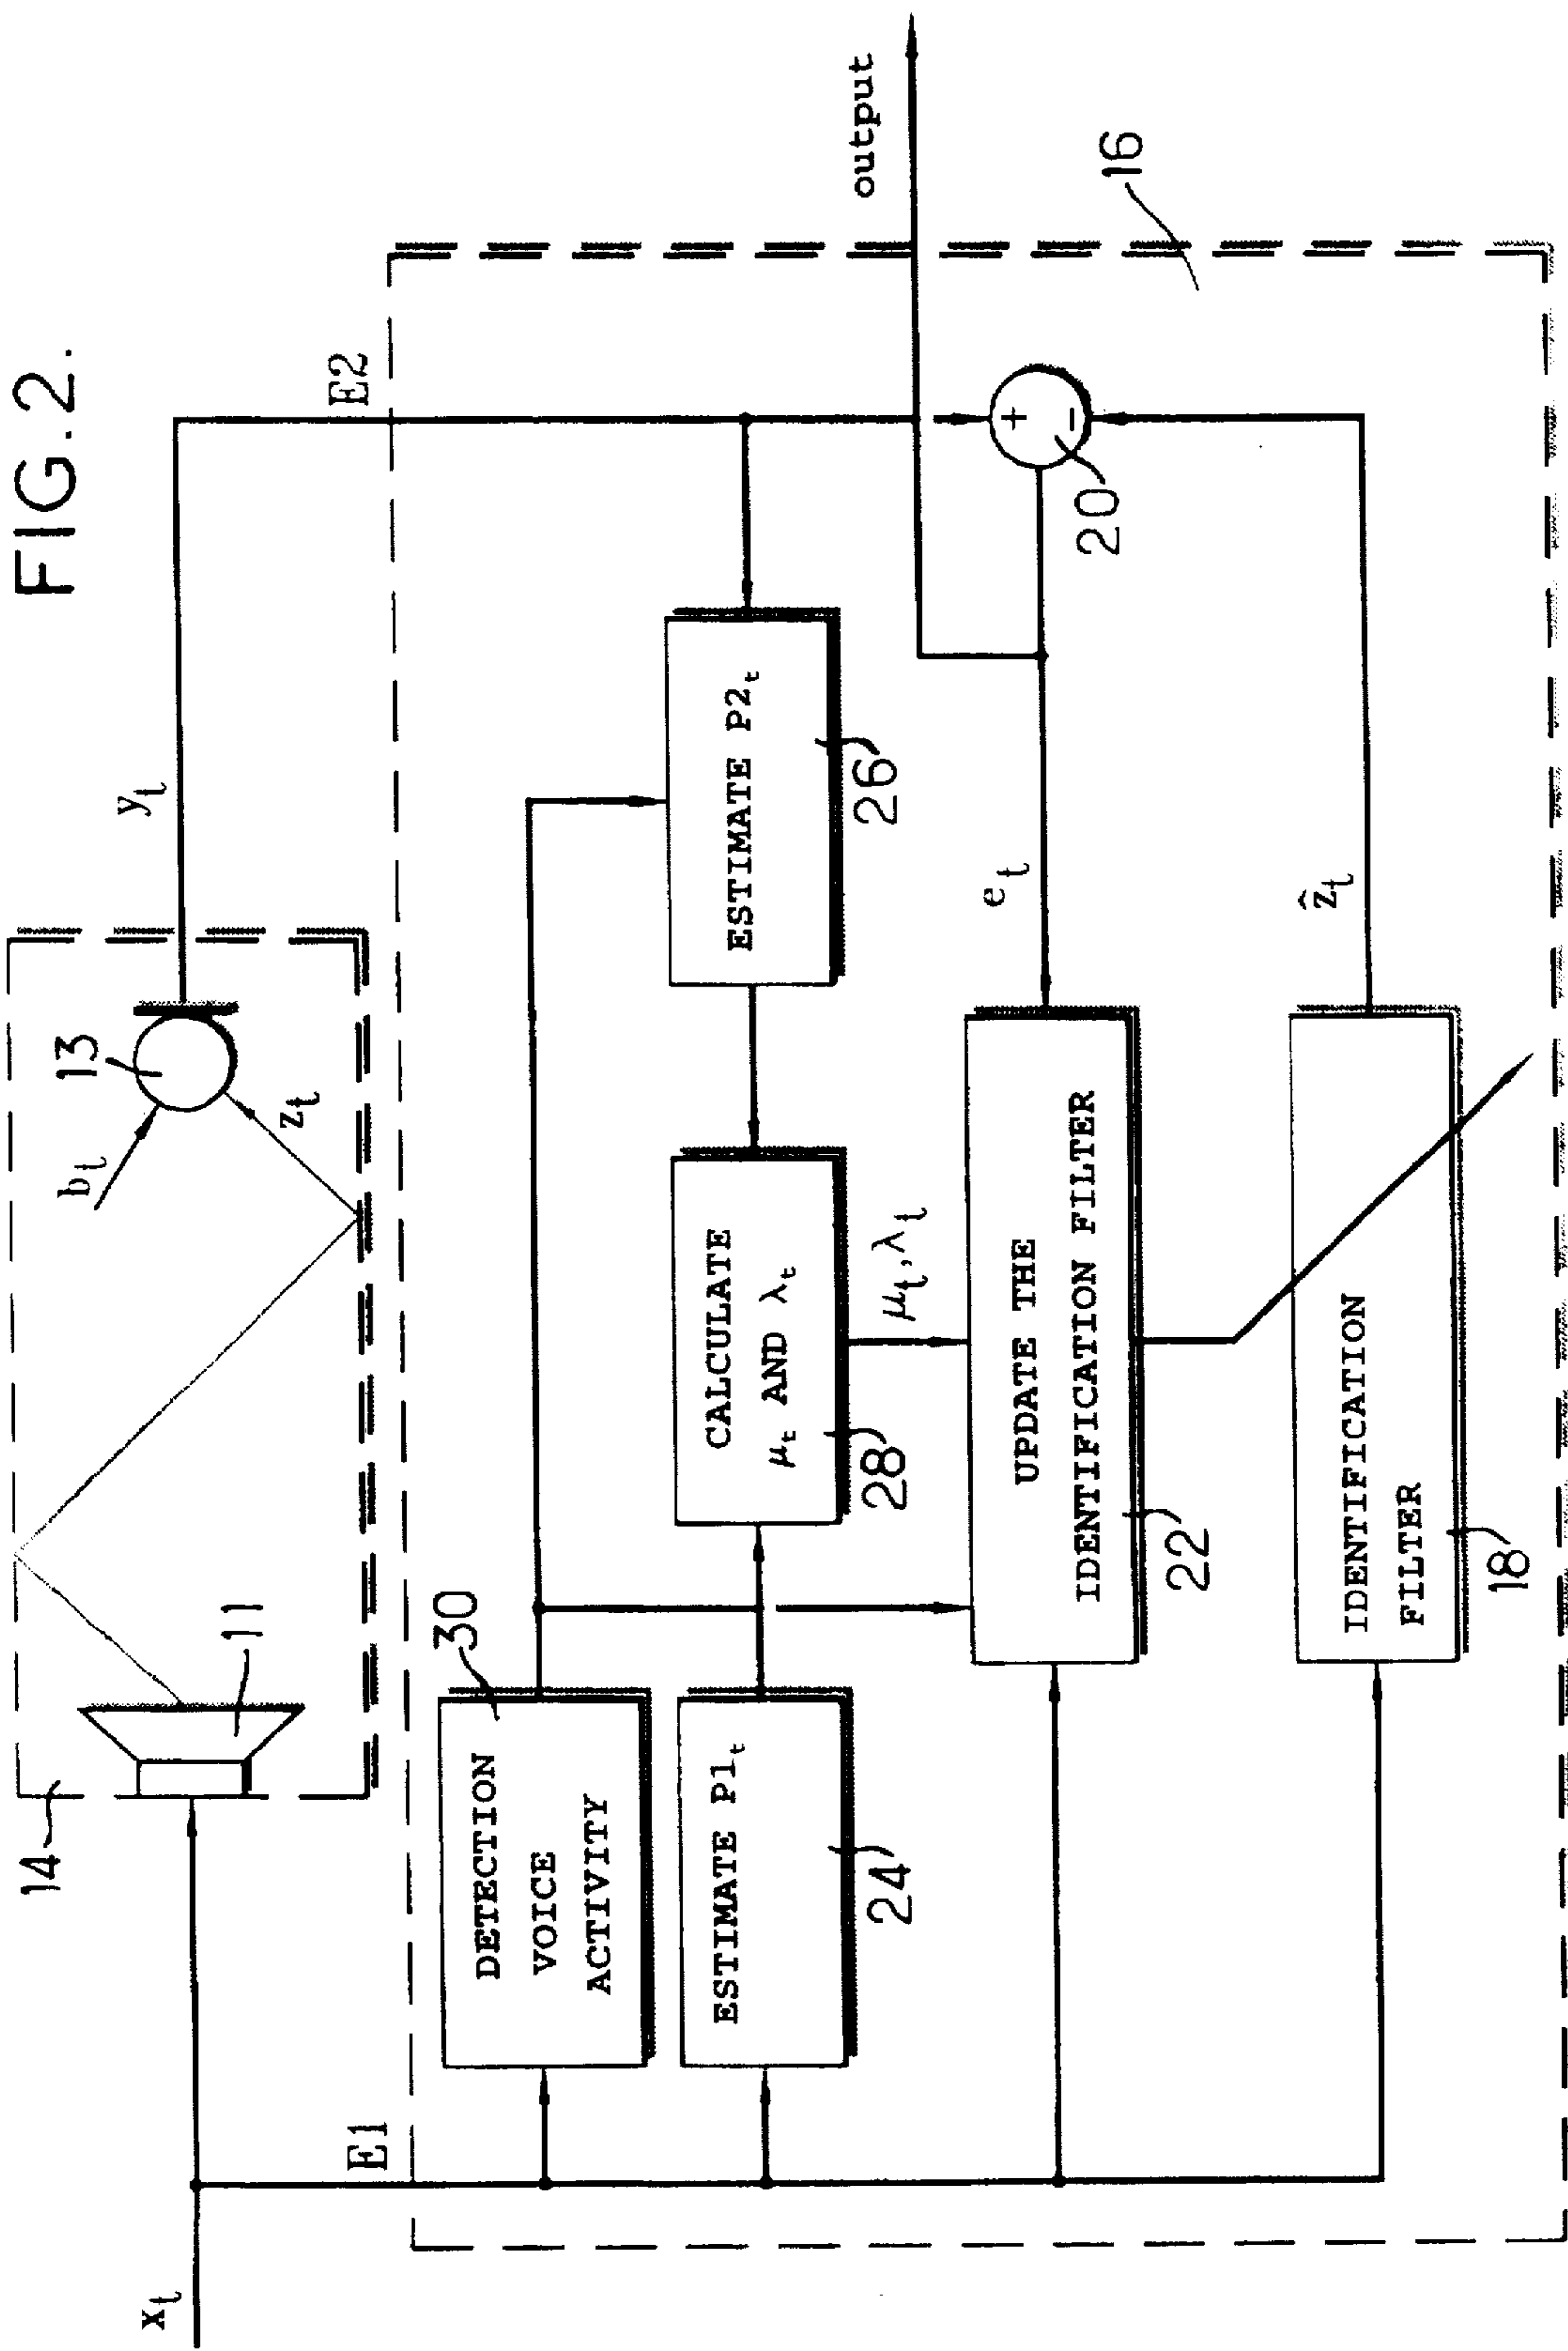 FIG.2.
14
11
b_t
13
z_t
y_t
x_t
E1
E2
output
DETECTION
VOICE
ACTIVITY
30
ESTIMATE P1_t
24
CALCULATE
μ_t AND λ_t
28
ESTIMATE P2_t
26
μ_t, λ_t
UPDATE THE
IDENTIFICATION FILTER
22
e_t
+
−
20
16
IDENTIFICATION
FILTER
18
ẑ_t